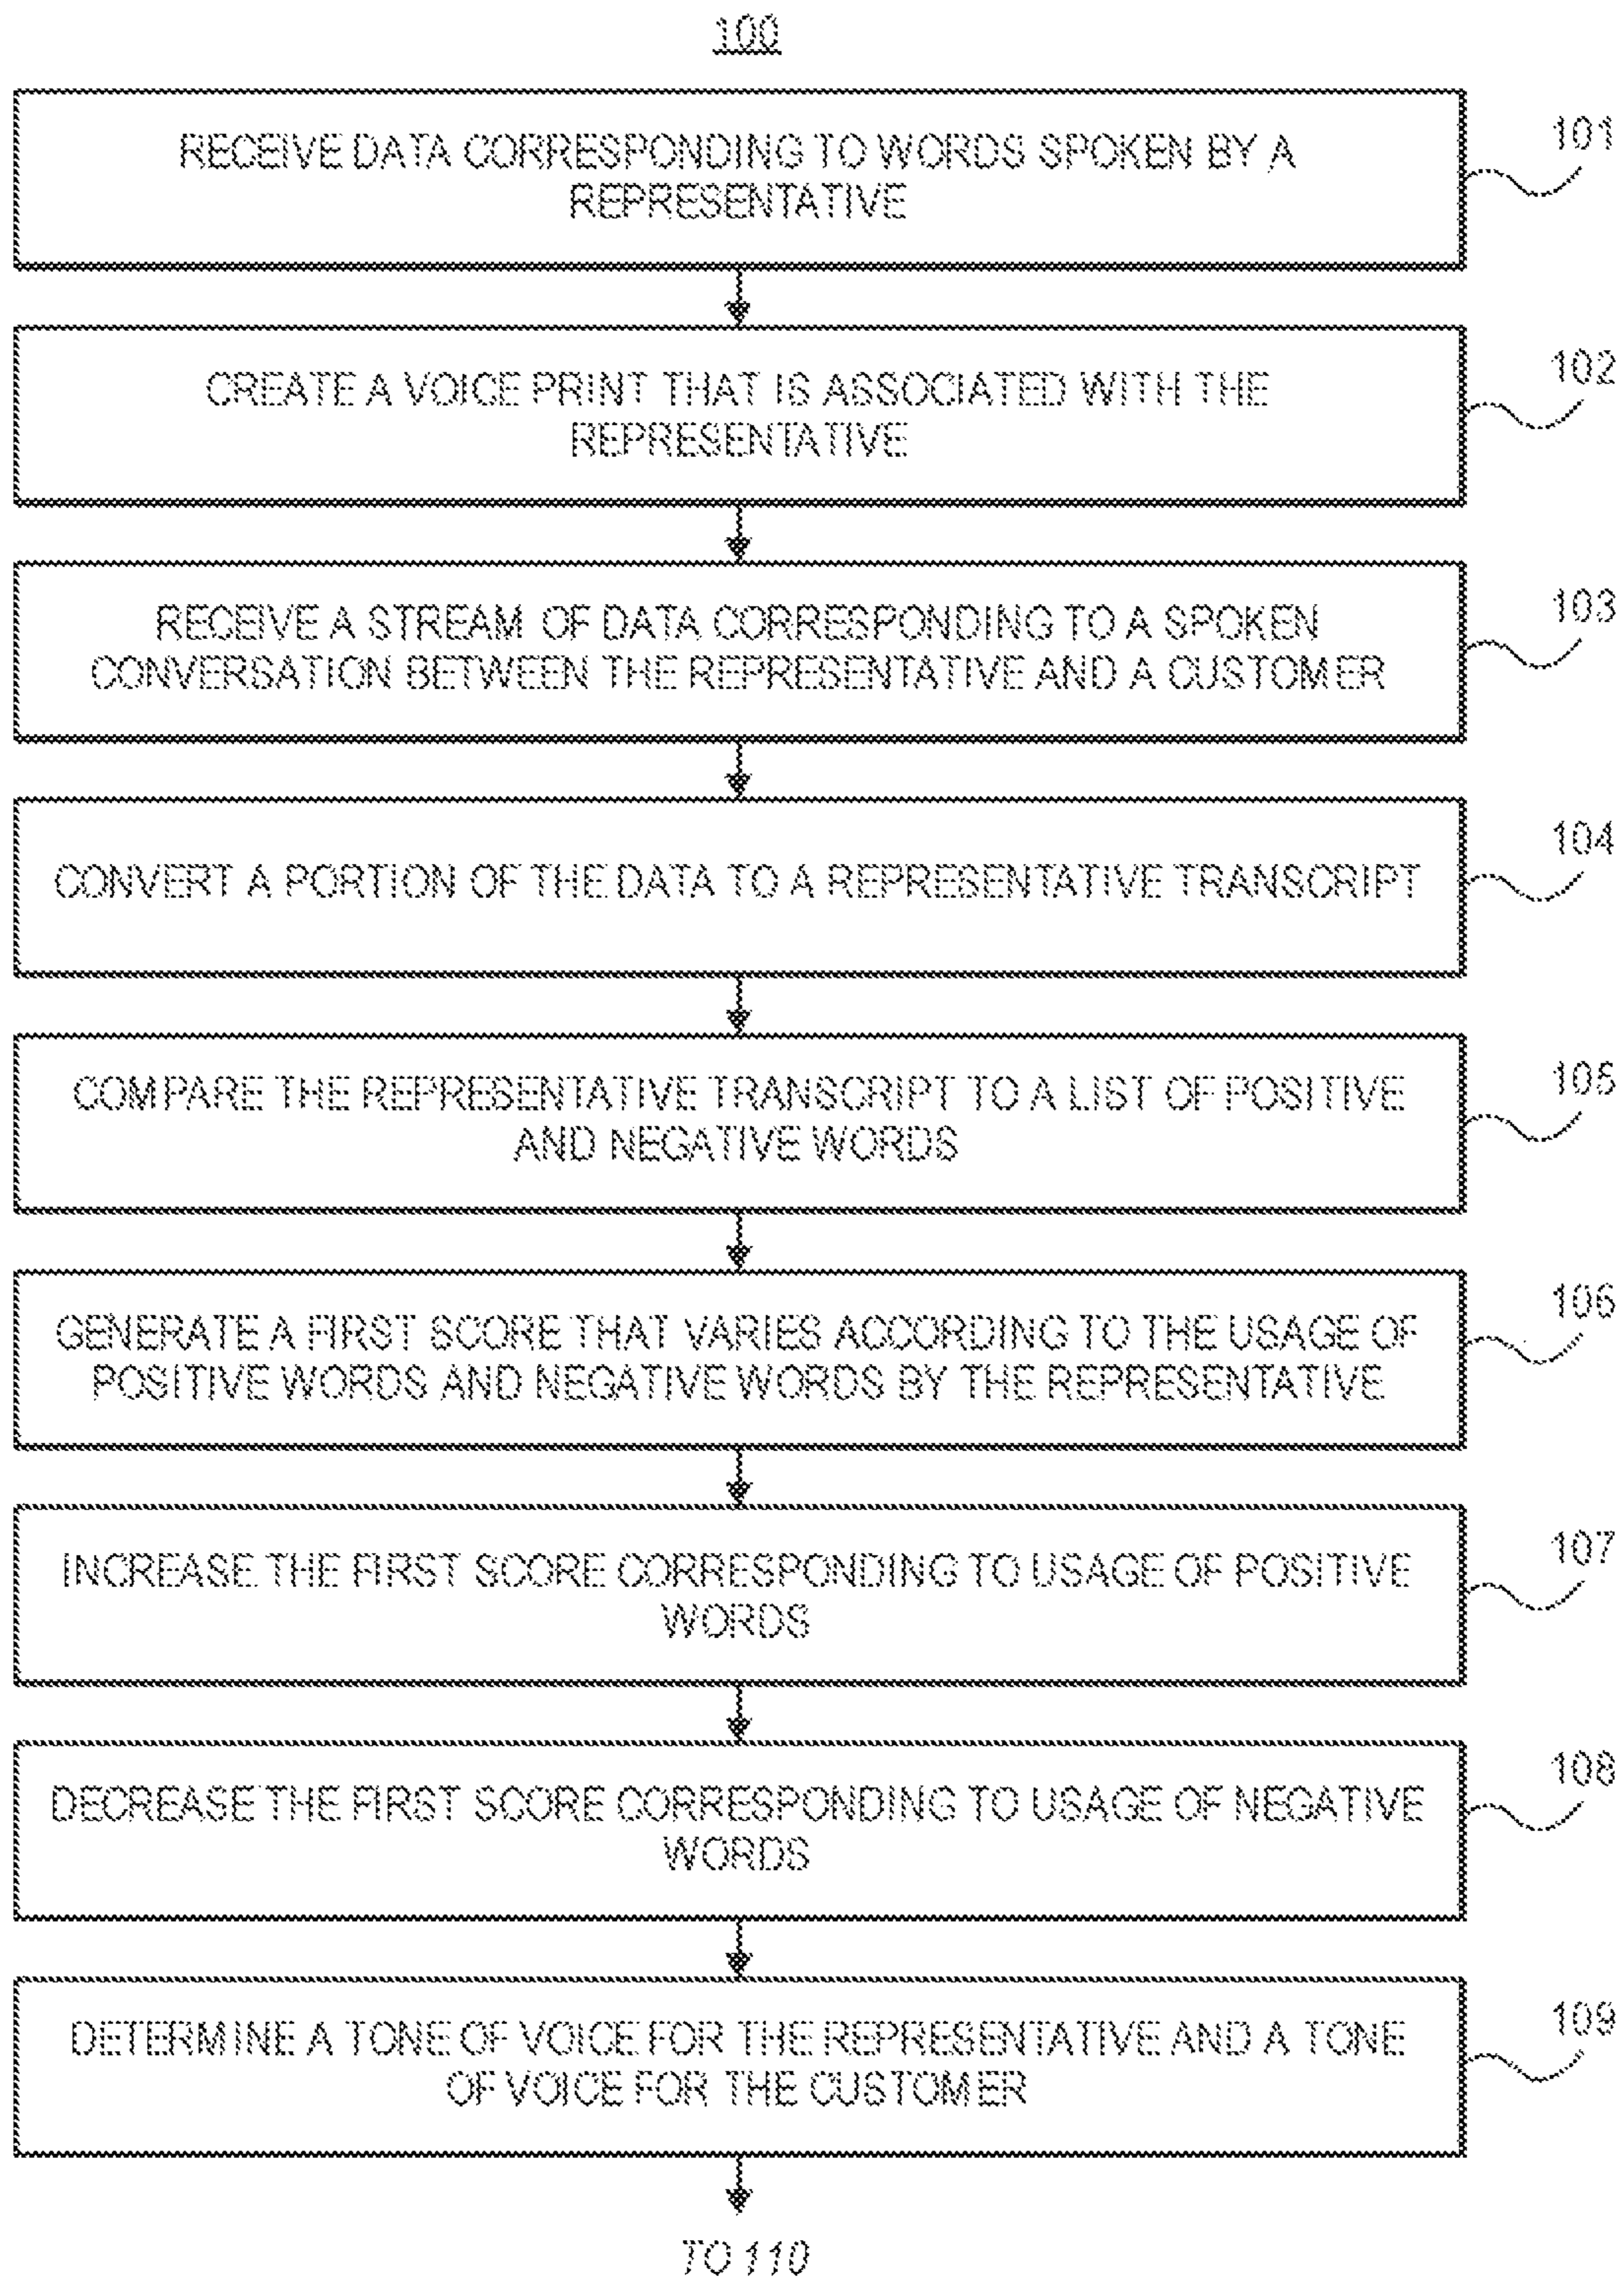 100
RECEIVE DATA CORRESPONDING TO WORDS SPOKEN BY A
REPRESENTATIVE
101
CREATE A VOICE PRINT THAT IS ASSOCIATED WITH THE
REPRESENTATIVE
102
RECEIVE A STREAM OF DATA CORRESPONDING TO A SPOKEN
CONVERSATION BETWEEN THE REPRESENTATIVE AND A CUSTOMER
103
CONVERT A PORTION OF THE DATA TO A REPRESENTATIVE TRANSCRIPT
104
COMPARE THE REPRESENTATIVE TRANSCRIPT TO A LIST OF POSITIVE
AND NEGATIVE WORDS
105
GENERATE A FIRST SCORE THAT VARIES ACCORDING TO THE USAGE OF
POSITIVE WORDS AND NEGATIVE WORDS BY THE REPRESENTATIVE
106
INCREASE THE FIRST SCORE CORRESPONDING TO USAGE OF POSITIVE
WORDS
107
DECREASE THE FIRST SCORE CORRESPONDING TO USAGE OF NEGATIVE
WORDS
108
DETERMINE A TONE OF VOICE FOR THE REPRESENTATIVE AND A TONE
OF VOICE FOR THE CUSTOMER
109
TO 110